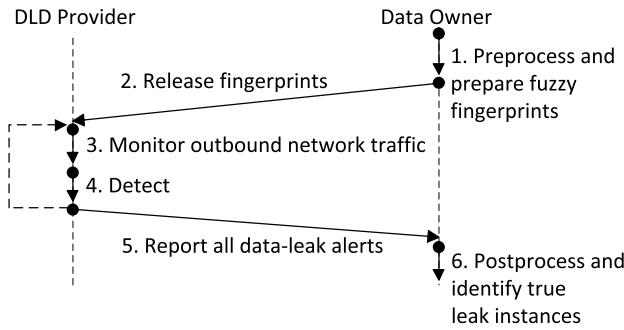 DLD Provider
Data Owner
1. Preprocess and
prepare fuzzy
fingerprints
2. Release fingerprints
3. Monitor outbound network traffic
4. Detect
5. Report all data-leak alerts
6. Postprocess and
identify true
leak instances